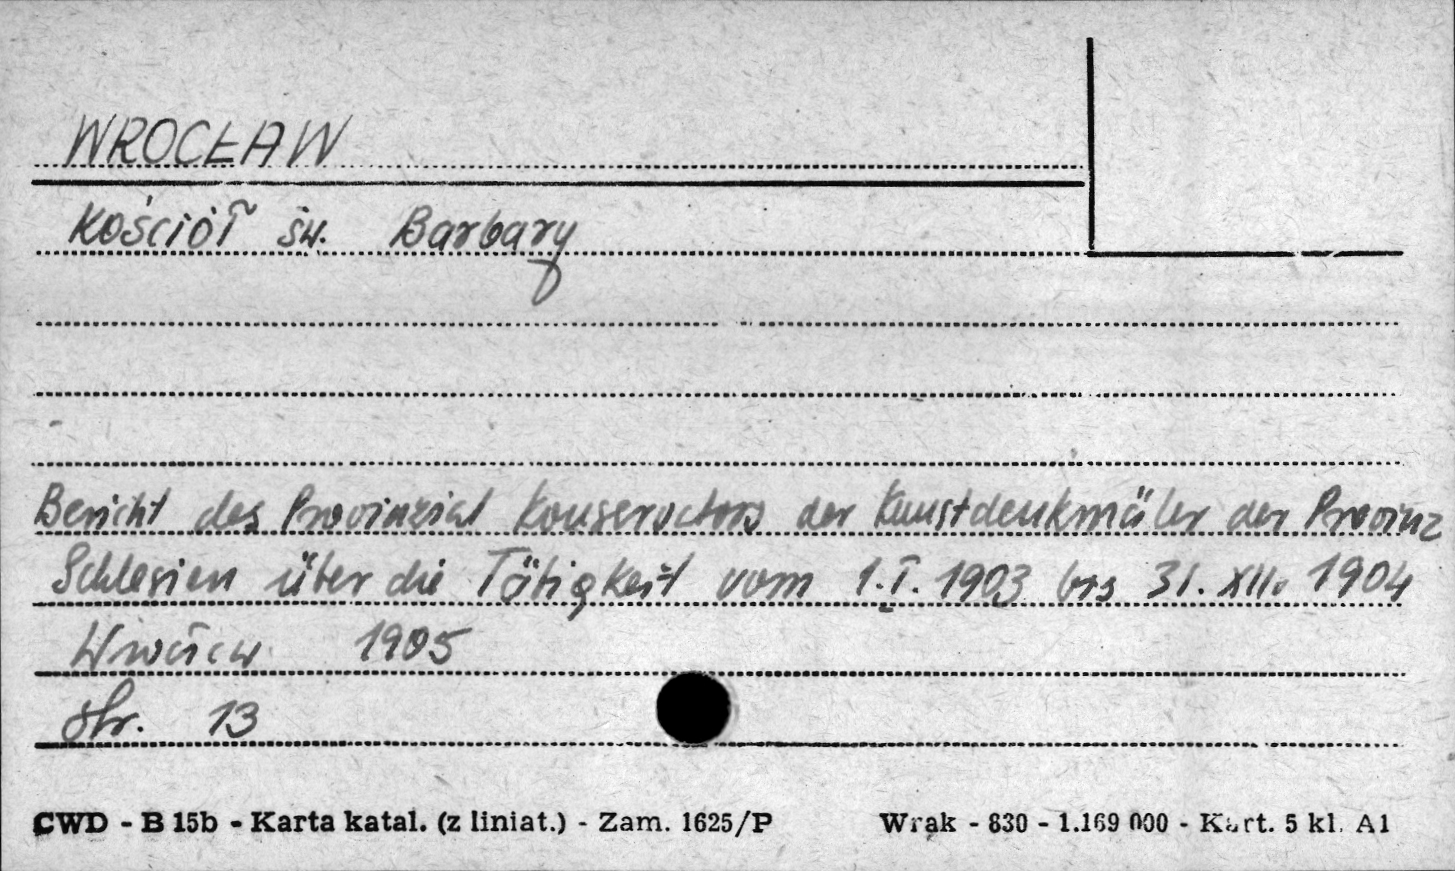 WROCŁAW
Kościół św. Barbary
Bericht des Provinzial Konservators der Kunstdenkmäler der Provinz
Schlesien über die Tätigkeit vom 1.I.1903 bis 31.XII.1904
Wrocław 1905
str. 13
CWD - B 15b - Karta katal. (z liniat.) - Zam. 1625/P Wrak - 830 - 1.169 000 - Kart. 5 kl. A1